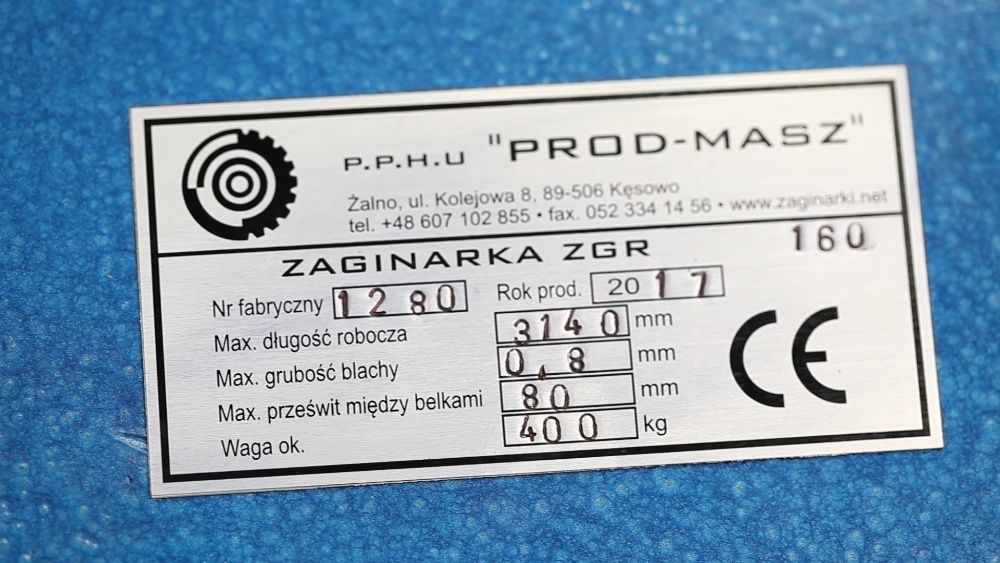 P.P.H.U "PROD-MASZ"
Żalno, ul. Kolejowa 8, 89-506 Kęsowo
tel. +48 607 102 855 • fax. 052 334 14 56 • www.zaginarki.net
ZAGINARKA ZGR 160
Nr fabryczny 1280 Rok prod. 2017
Max. długość robocza 3140 mm
Max. grubość blachy 0,8 mm
Max. prześwit między belkami 80 mm
Waga ok. 400 kg
CE